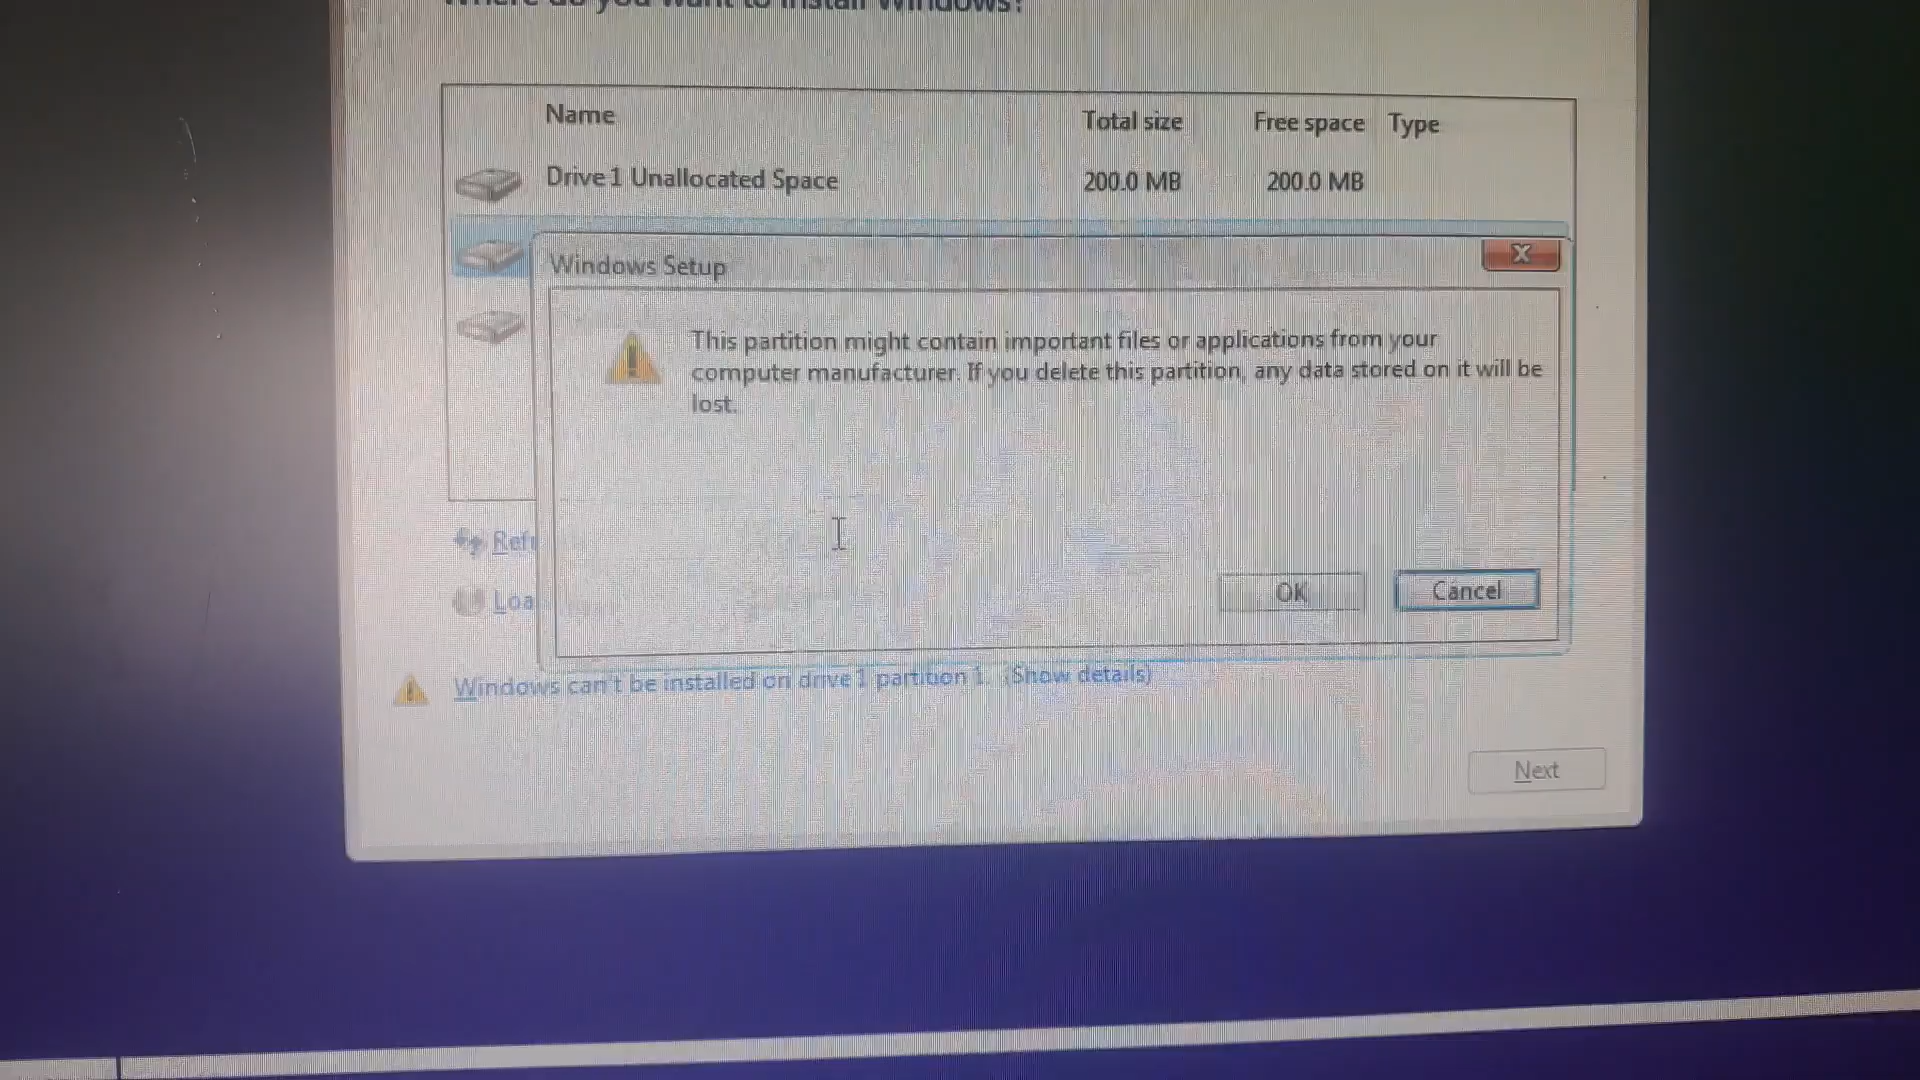 Where do you want to install Windows?
Name Total size Free space Type
Drive 1 Unallocated Space 200.0 MB 200.0 MB
Windows Setup
This partition might contain important files or applications from your
computer manufacturer. If you delete this partition, any data stored on it will be
lost.
Refr
OK Cancel
Loa
Windows can't be installed on drive 1 partition 1. (Show details)
Next